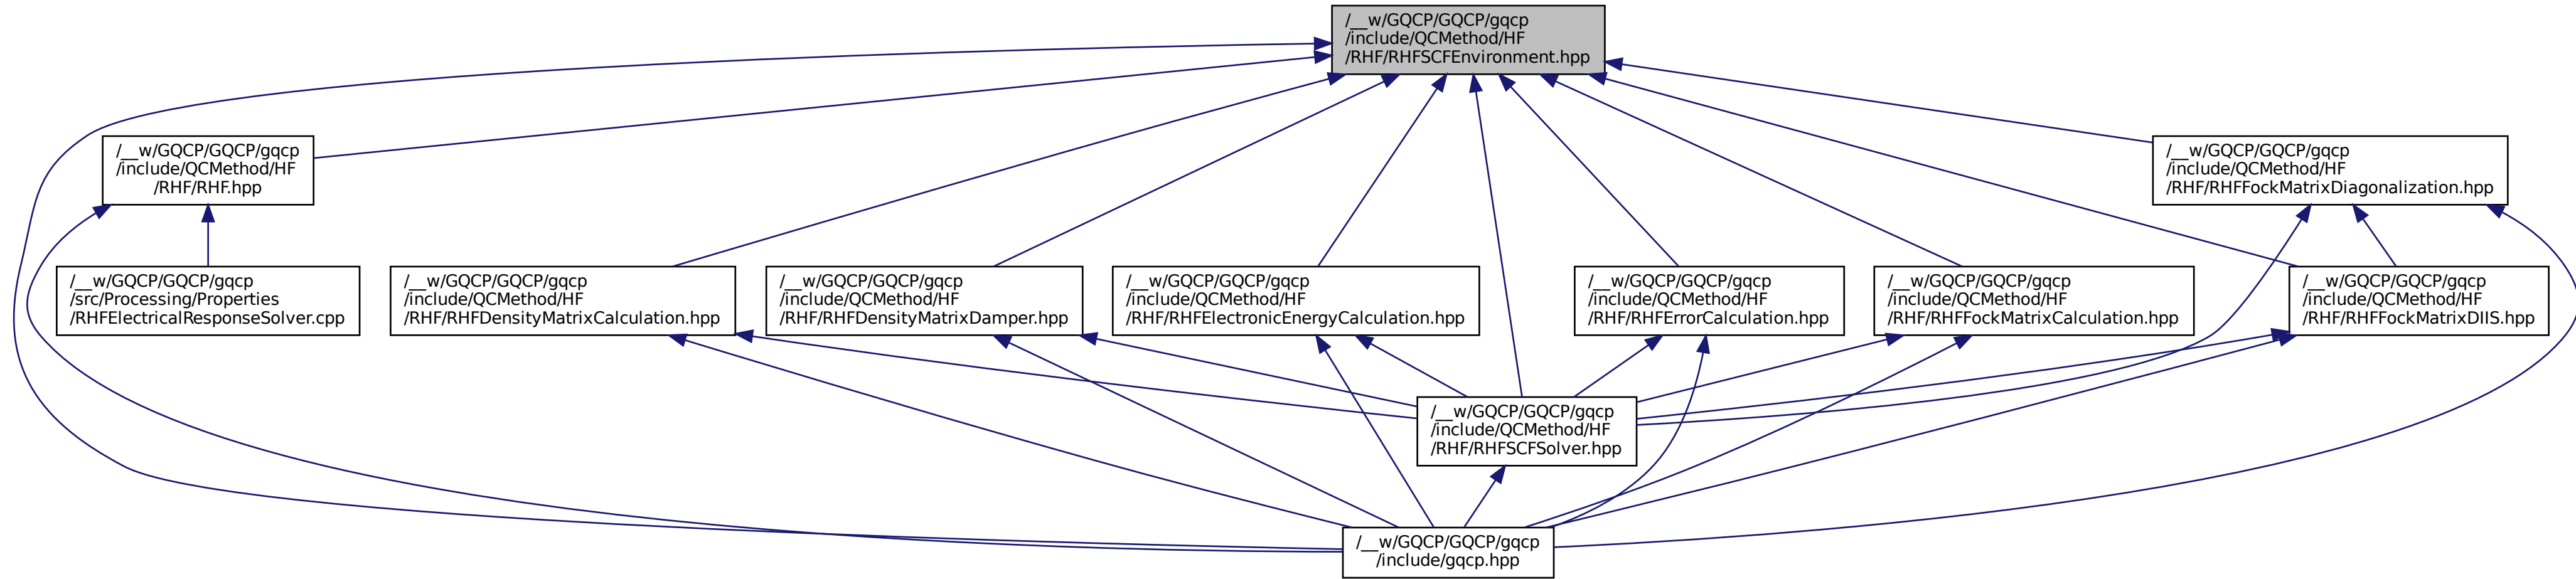 /__w/GQCP/GQCP/gqcp
/include/QCMethod/HF
/RHF/RHFSCFEnvironment.hpp
/__w/GQCP/GQCP/gqcp
/include/QCMethod/HF
/RHF/RHF.hpp
/__w/GQCP/GQCP/gqcp
/include/QCMethod/HF
/RHF/RHFFockMatrixDiagonalization.hpp
/__w/GQCP/GQCP/gqcp
/src/Processing/Properties
/RHFElectricalResponseSolver.cpp
/__w/GQCP/GQCP/gqcp
/include/QCMethod/HF
/RHF/RHFDensityMatrixCalculation.hpp
/__w/GQCP/GQCP/gqcp
/include/QCMethod/HF
/RHF/RHFDensityMatrixDamper.hpp
/__w/GQCP/GQCP/gqcp
/include/QCMethod/HF
/RHF/RHFElectronicEnergyCalculation.hpp
/__w/GQCP/GQCP/gqcp
/include/QCMethod/HF
/RHF/RHFErrorCalculation.hpp
/__w/GQCP/GQCP/gqcp
/include/QCMethod/HF
/RHF/RHFFockMatrixCalculation.hpp
/__w/GQCP/GQCP/gqcp
/include/QCMethod/HF
/RHF/RHFFockMatrixDIIS.hpp
/__w/GQCP/GQCP/gqcp
/include/QCMethod/HF
/RHF/RHFSCFSolver.hpp
/__w/GQCP/GQCP/gqcp
/include/gqcp.hpp